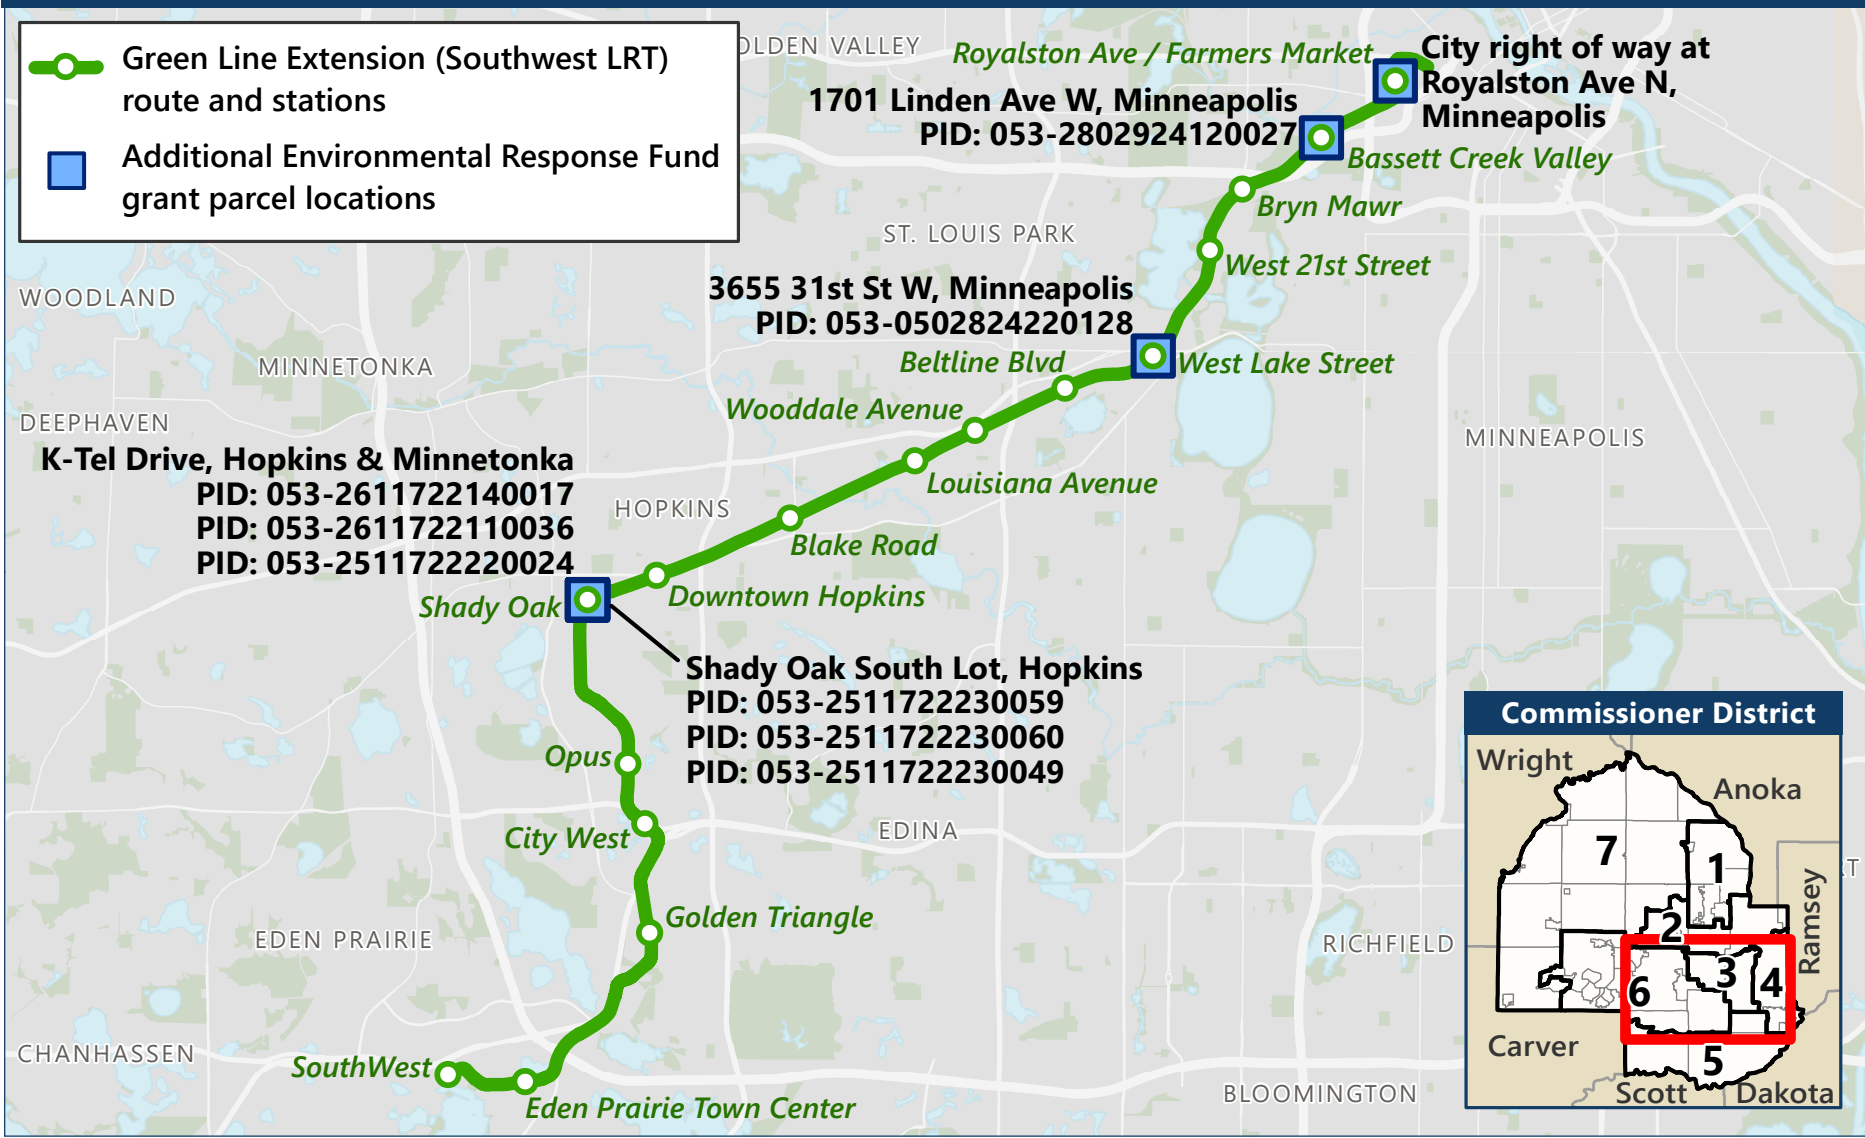 Green Line Extension (Southwest LRT)
route and stations
Additional Environmental Response Fund
grant parcel locations
OLDEN VALLEY
Royalston Ave / Farmers Market
City right of way at
Royalston Ave N,
Minneapolis
1701 Linden Ave W, Minneapolis
PID: 053-2802924120027
Bassett Creek Valley
Bryn Mawr
ST. LOUIS PARK
West 21st Street
WOODLAND
3655 31st St W, Minneapolis
PID: 053-0502824220128
MINNETONKA
Beltline Blvd
West Lake Street
Wooddale Avenue
DEEPHAVEN
MINNEAPOLIS
K-Tel Drive, Hopkins & Minnetonka
PID: 053-2611722140017
PID: 053-2611722110036
PID: 053-2511722220024
Louisiana Avenue
HOPKINS
Blake Road
Downtown Hopkins
Shady Oak
Shady Oak South Lot, Hopkins
PID: 053-2511722230059
PID: 053-2511722230060
PID: 053-2511722230049
Opus
City West
EDINA
Golden Triangle
EDEN PRAIRIE
RICHFIELD
CHANHASSEN
SouthWest
Eden Prairie Town Center
BLOOMINGTON
Commissioner District
Wright
Anoka
7
1
RT
Ramsey
2
3
4
6
Carver
5
Scott
Dakota